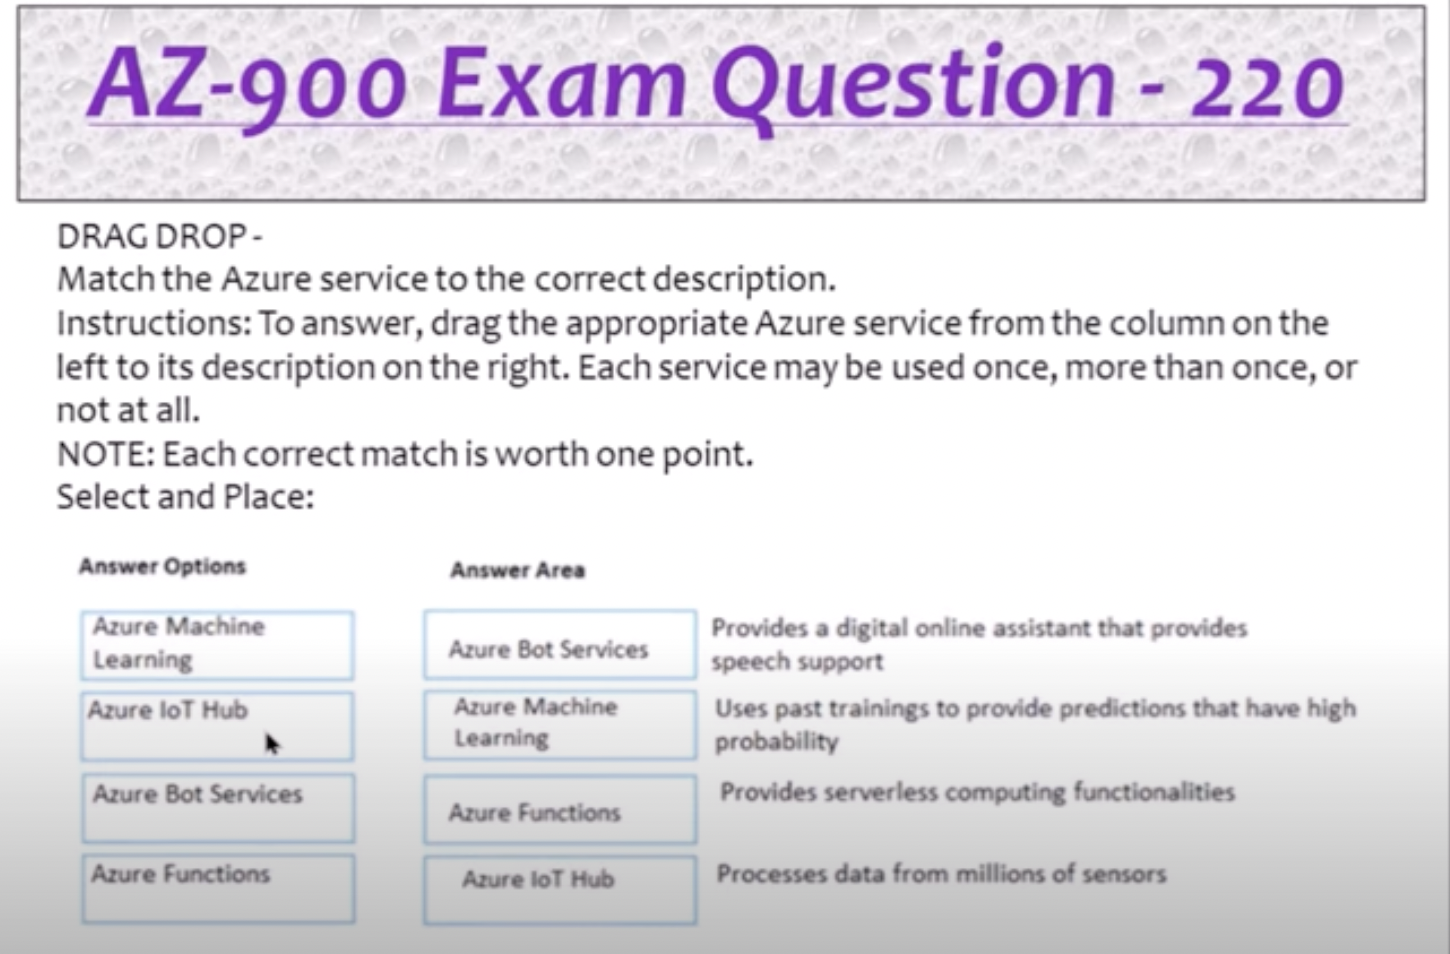 AZ-900 Exam Question - 220
DRAG DROP -
Match the Azure service to the correct description.
Instructions: To answer, drag the appropriate Azure service from the column on the
left to its description on the right. Each service may be used once, more than once, or
not at all.
NOTE: Each correct match is worth one point.
Select and Place:
Answer Options
Answer Area
Azure Machine
Learning
Azure Bot Services
Provides a digital online assistant that provides
speech support
Azure IoT Hub
Azure Machine
Learning
Uses past trainings to provide predictions that have high
probability
Azure Bot Services
Azure Functions
Provides serverless computing functionalities
Azure Functions
Azure IoT Hub
Processes data from millions of sensors